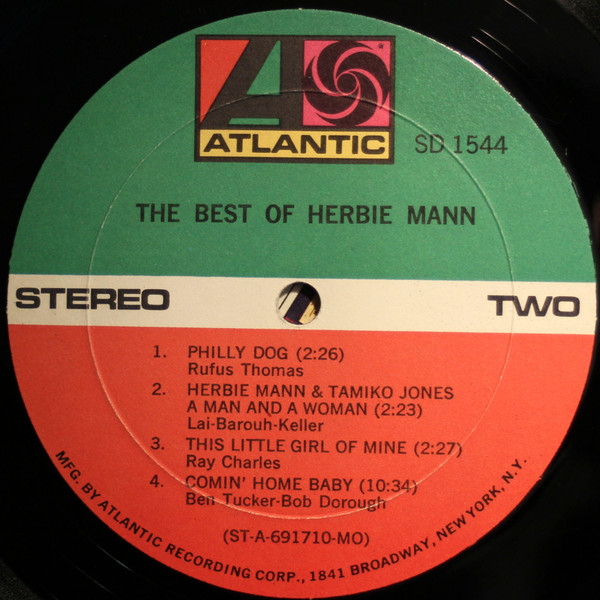 ATLANTIC
SD 1544
THE BEST OF HERBIE MANN
STEREO
TWO
1. PHILLY DOG (2:26)
Rufus Thomas
2. HERBIE MANN & TAMIKO JONES
A MAN AND A WOMAN (2:23)
Lai-Barouh-Keller
3. THIS LITTLE GIRL OF MINE (2:27)
Ray Charles
4. COMIN' HOME BABY (10:34)
Ben Tucker-Bob Dorough
(ST-A-691710-MO)
MFG. BY ATLANTIC RECORDING CORP., 1841 BROADWAY, NEW YORK, N.Y.